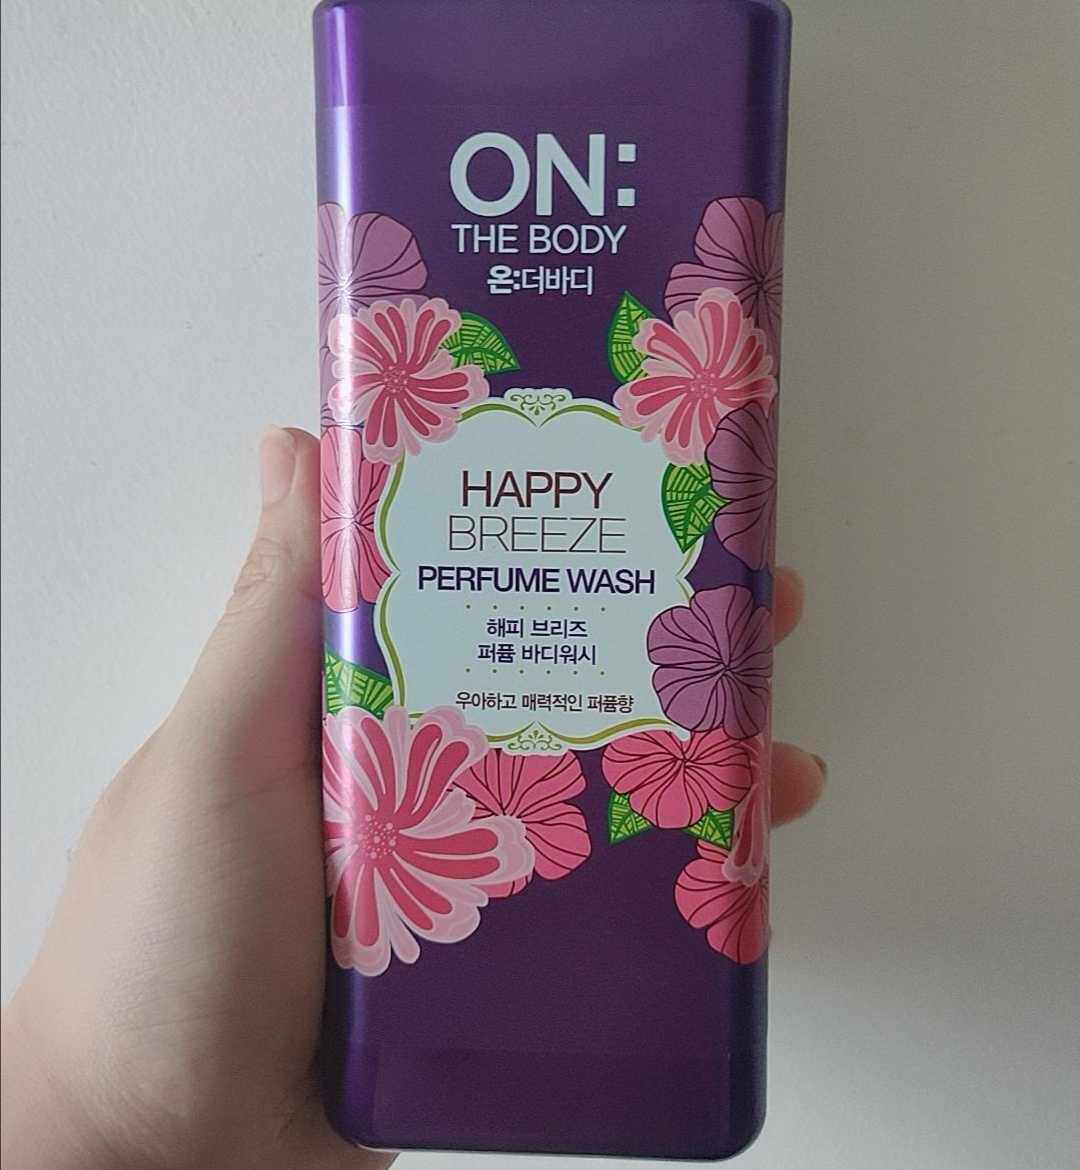 ON:
THE BODY
온:더바디
HAPPY
BREEZE
PERFUME WASH
해피 브리즈
퍼퓸 바디워시
우아하고 매력적인 퍼퓸향